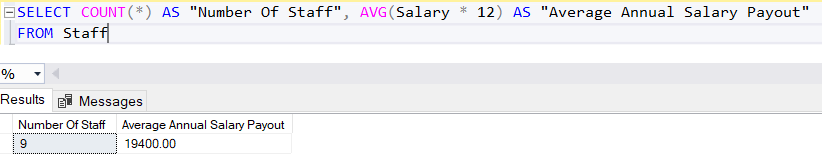 SELECT COUNT(*) AS "Number Of Staff", AVG(Salary * 12) AS "Average Annual Salary Payout"
FROM Staff
%
Results Messages
Number Of Staff Average Annual Salary Payout
9 19400.00